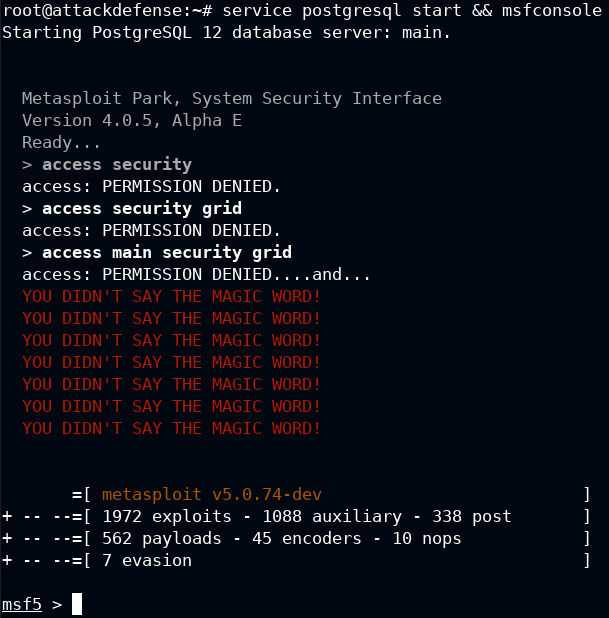 root@attackdefense:~# service postgresql start && msfconsole
Starting PostgreSQL 12 database server: main.
Metasploit Park, System Security Interface
Version 4.0.5, Alpha E
Ready...
> access security
access: PERMISSION DENIED.
> access security grid
access: PERMISSION DENIED.
> access main security grid
access: PERMISSION DENIED....and...
YOU DIDN'T SAY THE MAGIC WORD!
YOU DIDN'T SAY THE MAGIC WORD!
YOU DIDN'T SAY THE MAGIC WORD!
YOU DIDN'T SAY THE MAGIC WORD!
YOU DIDN'T SAY THE MAGIC WORD!
YOU DIDN'T SAY THE MAGIC WORD!
YOU DIDN'T SAY THE MAGIC WORD!
=[ metasploit v5.0.74-dev ]
+ -- --=[ 1972 exploits - 1088 auxiliary - 338 post ]
+ -- --=[ 562 payloads - 45 encoders - 10 nops ]
+ -- --=[ 7 evasion ]
msf5 >